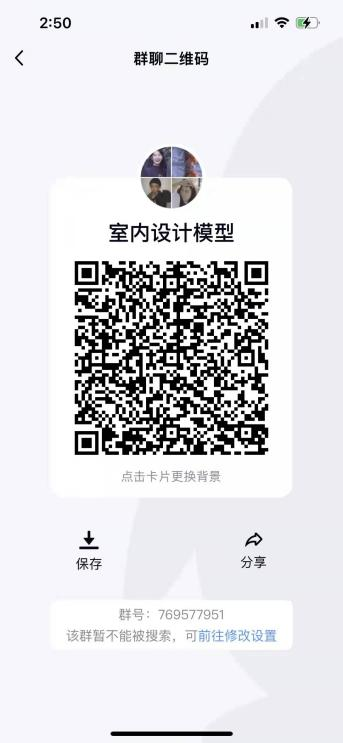 2:50
群聊二维码
室内设计模型
点击卡片更换背景
保存
分享
群号：769577951
该群暂不能被搜索，可前往修改设置